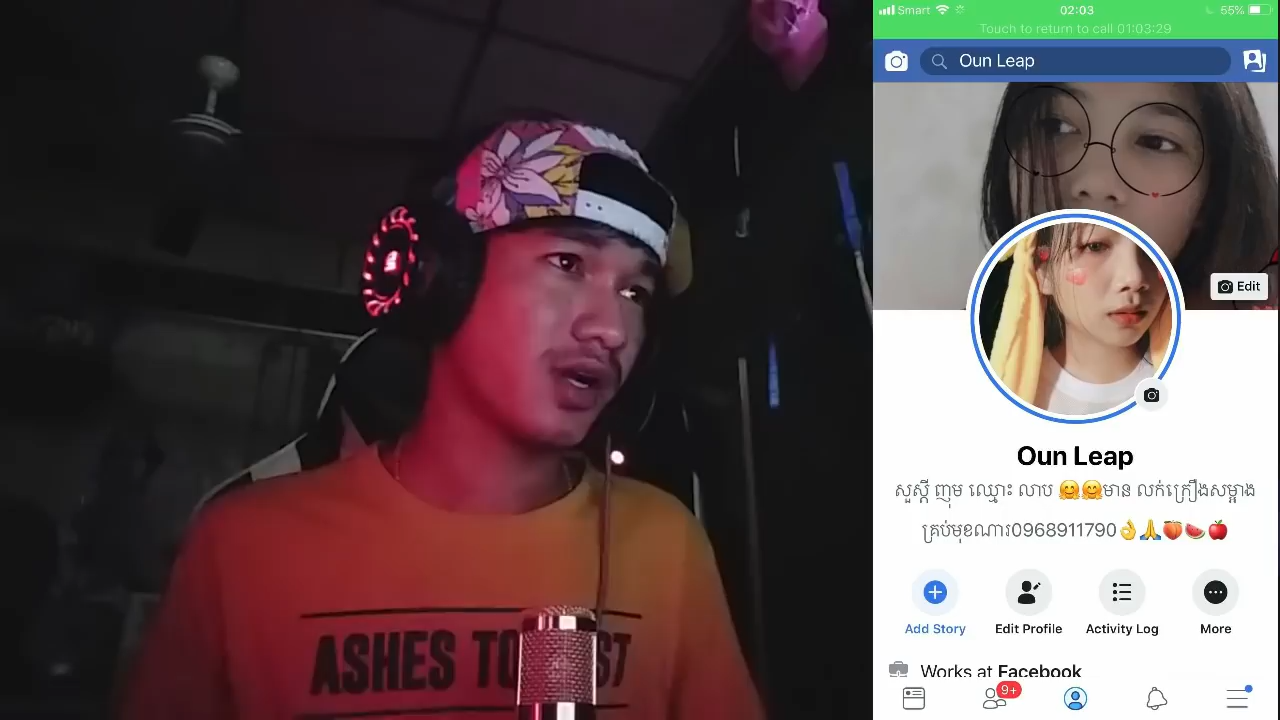 Smart 02:03 55%
Touch to return to call 01:03:29
Oun Leap
Edit
Oun Leap
សួស្ដី ញុម ឈ្មោះ លាប 🤗🤗មាន លក់គ្រឿងសម្អាង
គ្រប់មុខណារ0968911790👌🙏🍑🍉🍎
Add Story Edit Profile Activity Log More
Works at Facebook
9+
ASHES TO